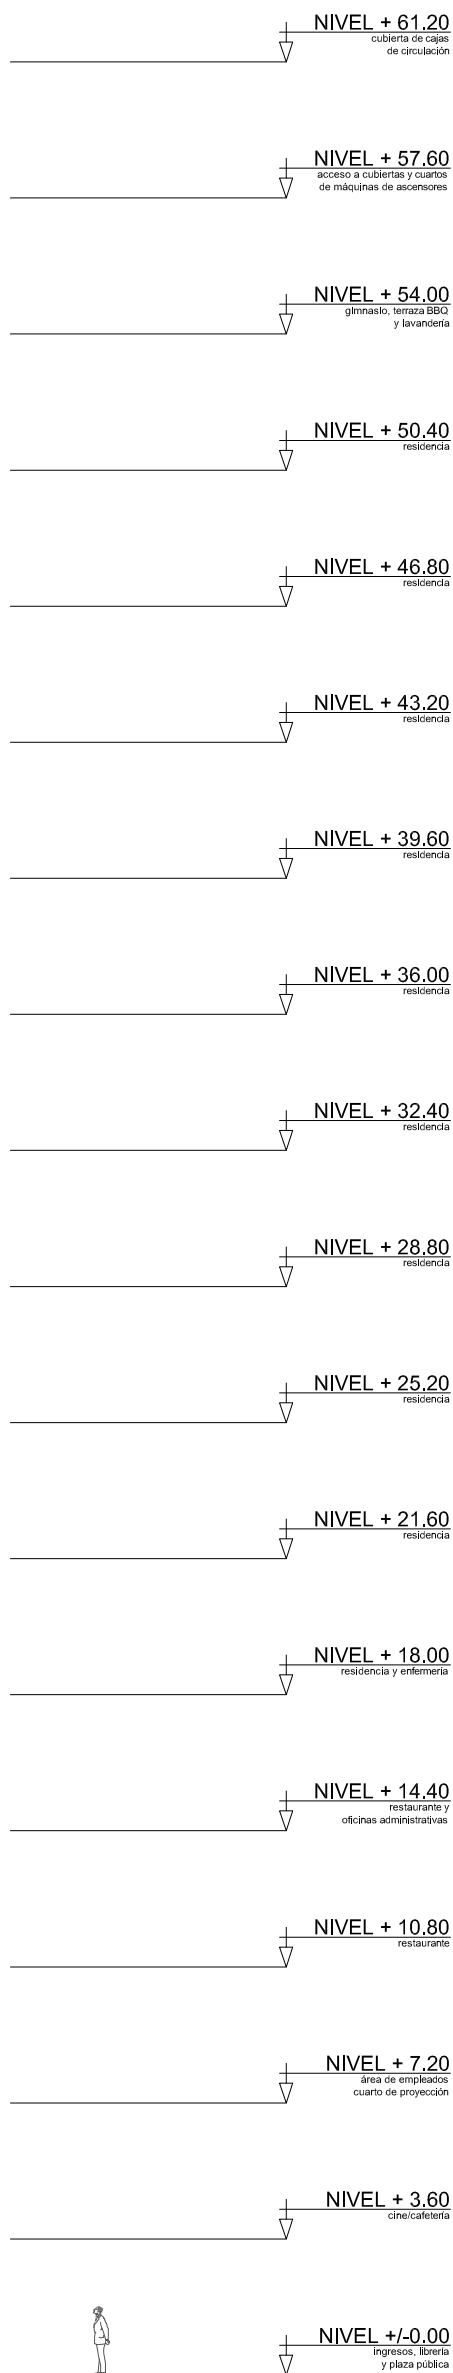 NIVEL + 61.20
cubierta de cajas
de circulación
NIVEL + 57.60
acceso a cubiertas y cuartos
de máquinas de ascensores
NIVEL + 54.00
gimnasio, terraza BBQ
y lavandería
NIVEL + 50.40
residencia
NIVEL + 46.80
residencia
NIVEL + 43.20
residencia
NIVEL + 39.60
residencia
NIVEL + 36.00
residencia
NIVEL + 32.40
residencia
NIVEL + 28.80
residencia
NIVEL + 25.20
residencia
NIVEL + 21.60
residencia
NIVEL + 18.00
residencia y enfermería
NIVEL + 14.40
restaurante y
oficinas administrativas
NIVEL + 10.80
restaurante
NIVEL + 7.20
área de empleados
cuarto de proyección
NIVEL + 3.60
cine/cafetería
NIVEL +/-0.00
ingresos, librería
y plaza pública